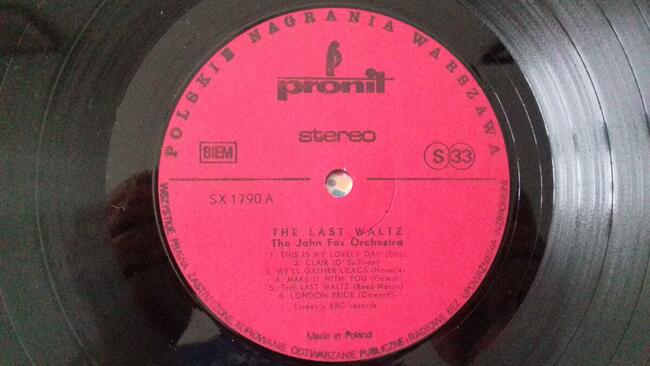 POLSKIE NAGRANIA WARSZAWA
pronit
stereo
BIEM
S 33
SX 1790 A
THE LAST WALTZ
The John Fox Orchestra
1. THIS IS MY LOVELY DAY (Ellis)
2. CLAIR (O'Sullivan)
3. WE'LL GATHER LILACS (Novello)
4. MAKE IT WITH YOU (Gates)
5. THE LAST WALTZ (Reed Mason)
6. LONDON PRIDE (Coward)
Licencja BBC records
Made in Poland
WSZYSTKIE PRAWA ZASTRZEŻONE. KOPIOWANIE, ODTWARZANIE PUBLICZNE I RADIOWE BEZ UPOWAŻNIENIA WZBRONIONE